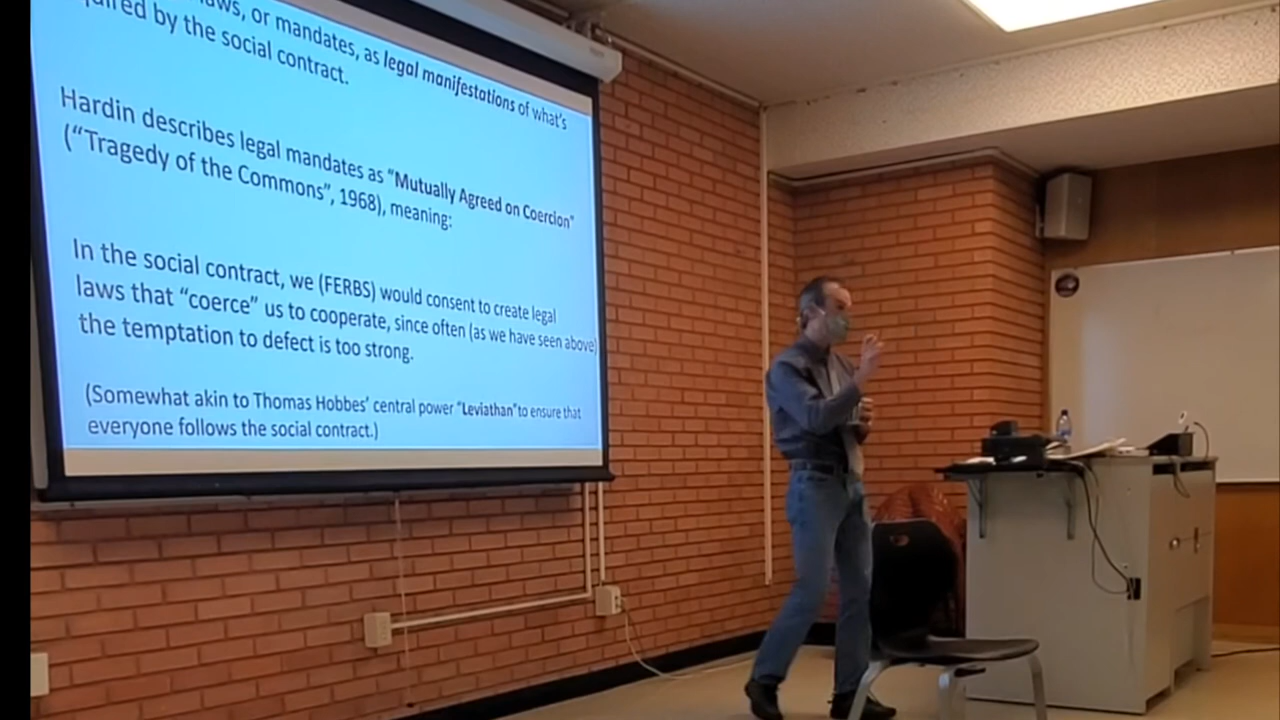 laws, or mandates, as legal manifestations of what's
by the social contract.
Hardin describes legal mandates as "Mutually Agreed on Coercion"
("Tragedy of the Commons", 1968), meaning:
In the social contract, we (FERBS) would consent to create legal
laws that "coerce" us to cooperate, since often (as we have seen above)
the temptation to defect is too strong.
(Somewhat akin to Thomas Hobbes' central power "Leviathan" to ensure that
everyone follows the social contract.)